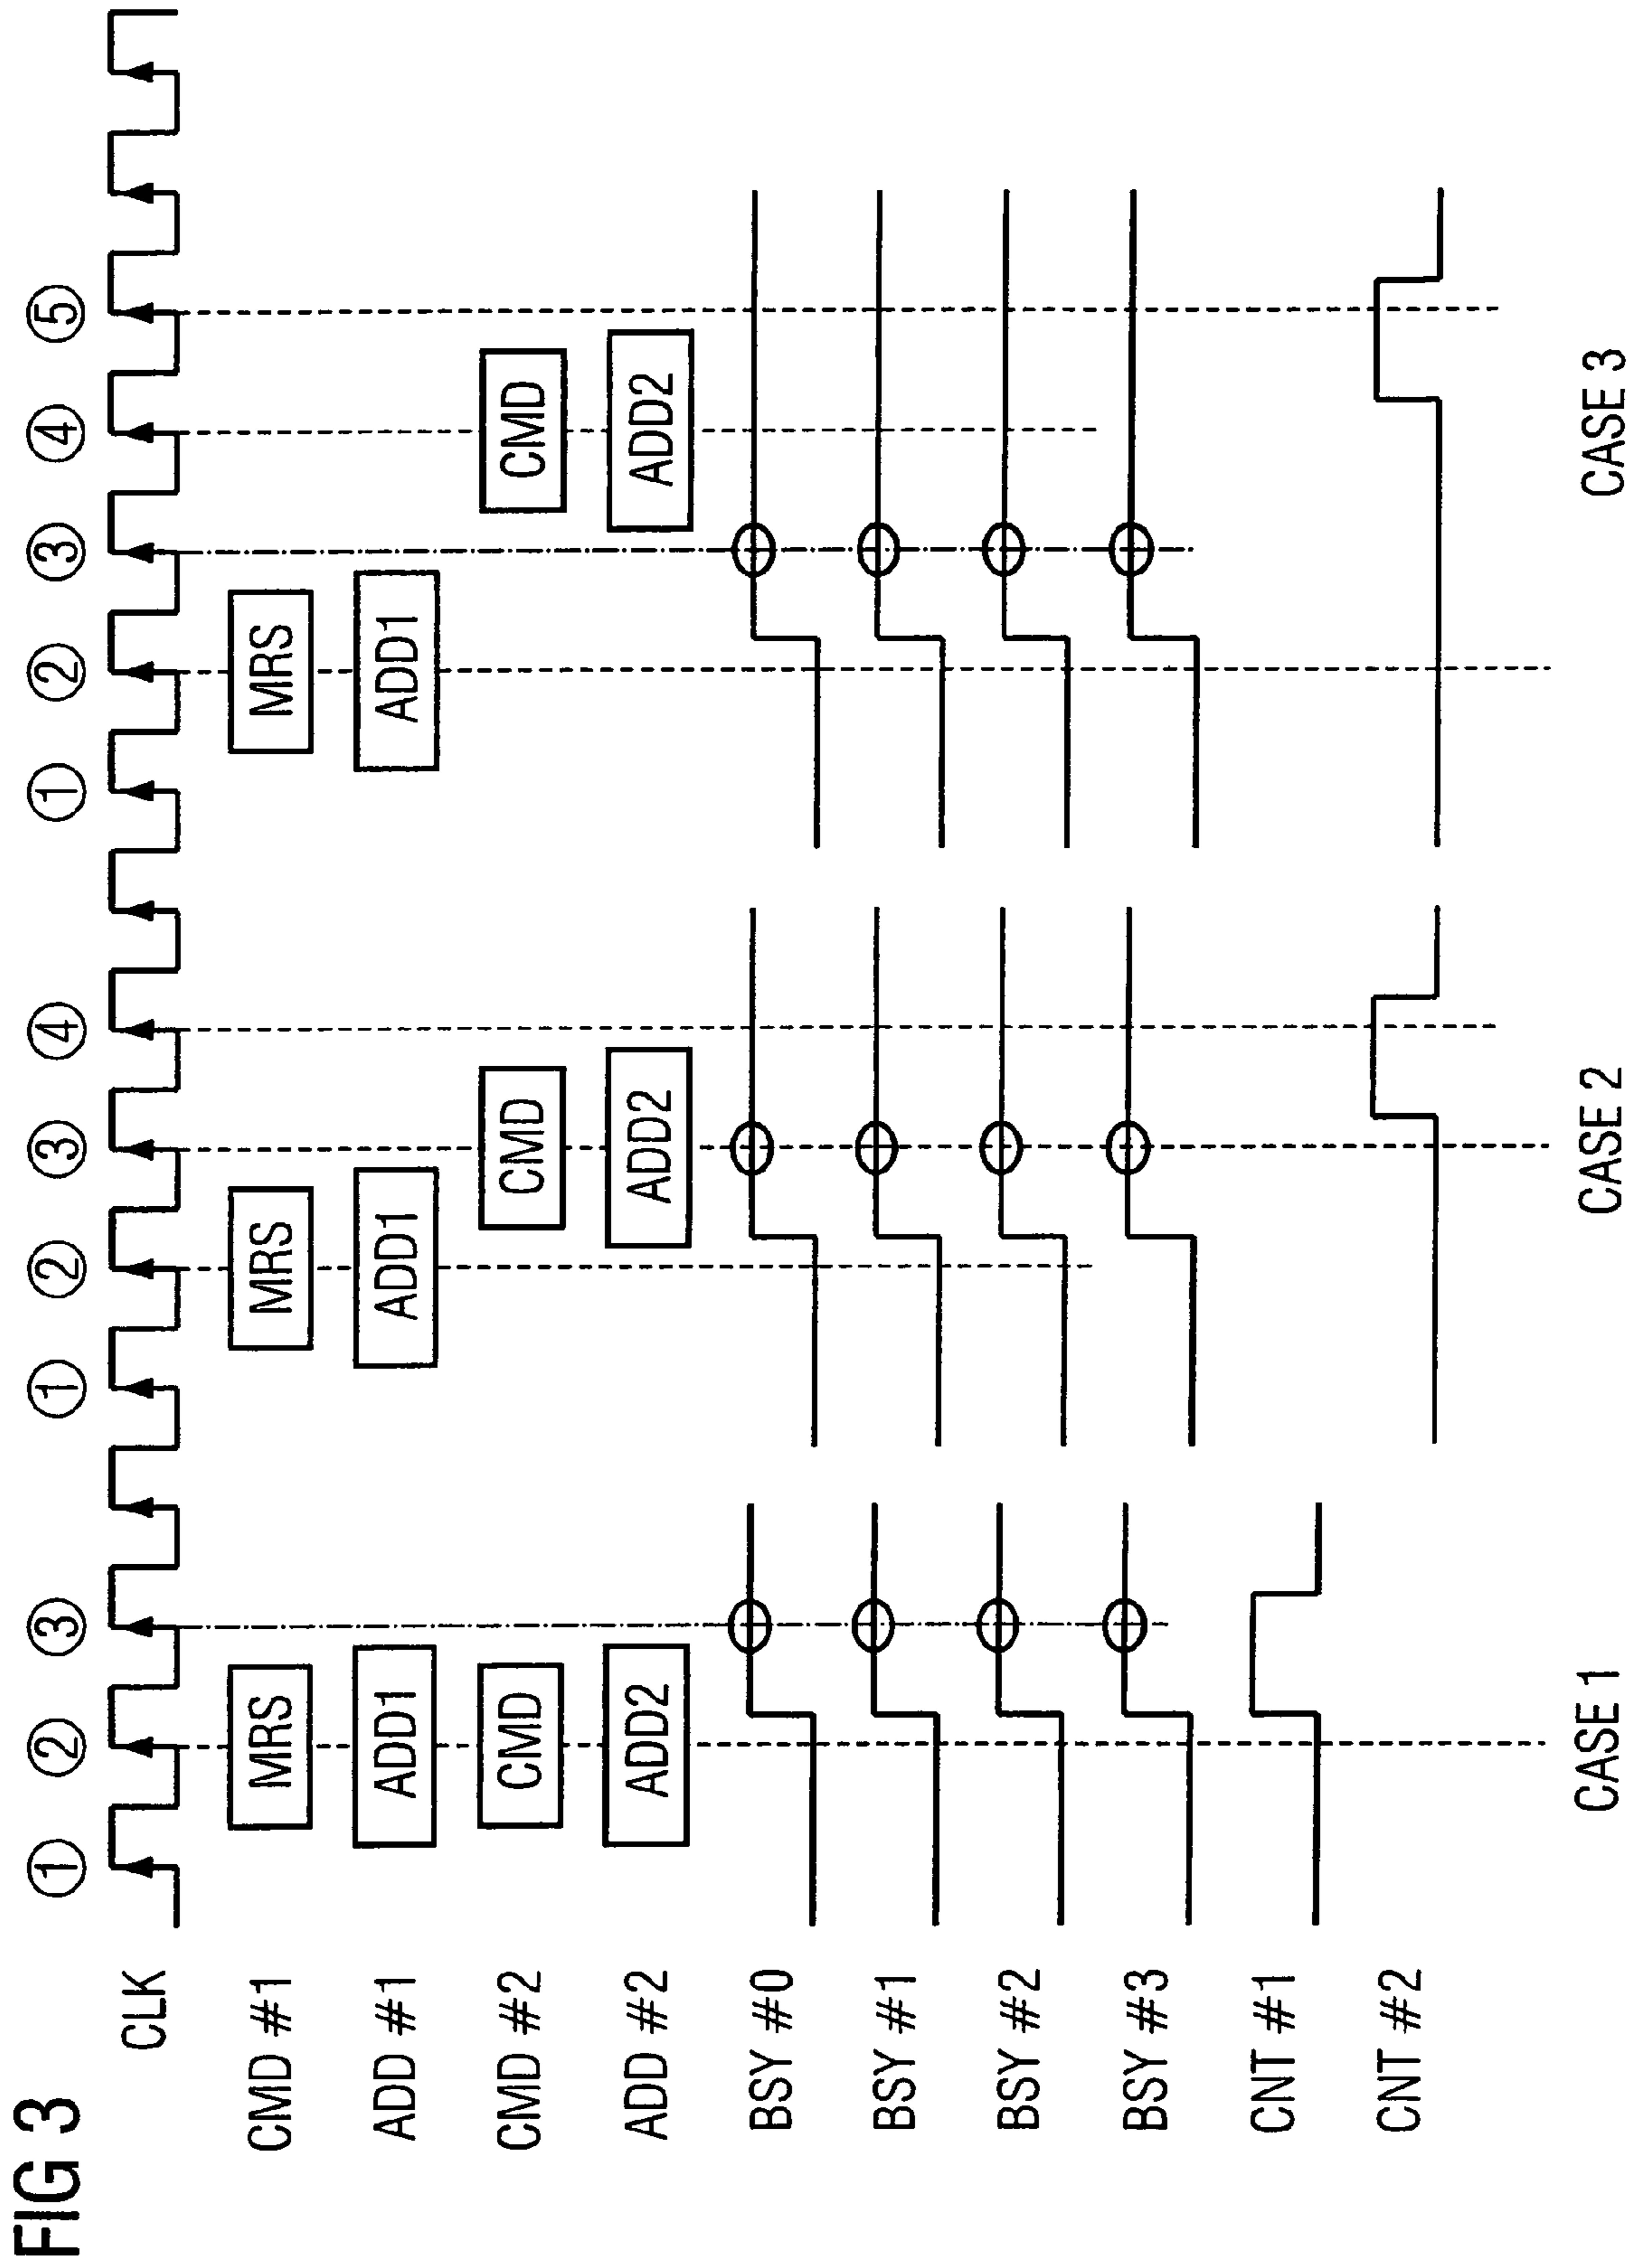 FIG 3
① ② ③ ① ② ③ ④ ① ② ③ ④ ⑤
CLK
CMD #1 MRS MRS MRS
ADD #1 ADD1 ADD1 ADD1
CMD #2 CMD CMD CMD
ADD #2 ADD2 ADD2 ADD2
BSY #0
BSY #1
BSY #2
BSY #3
CNT #1
CNT #2
CASE 1 CASE 2 CASE 3